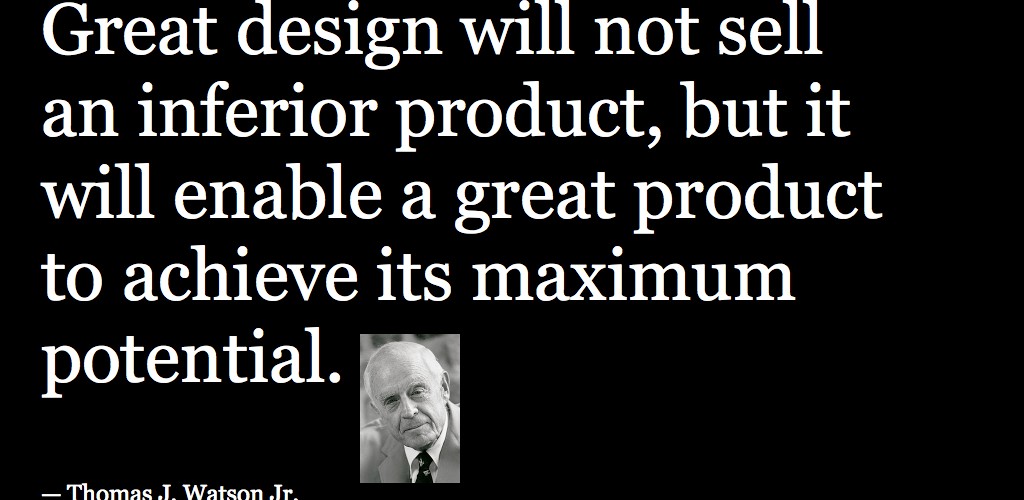 Great design will not sell
an inferior product, but it
will enable a great product
to achieve its maximum
potential.
— Thomas J. Watson Jr.